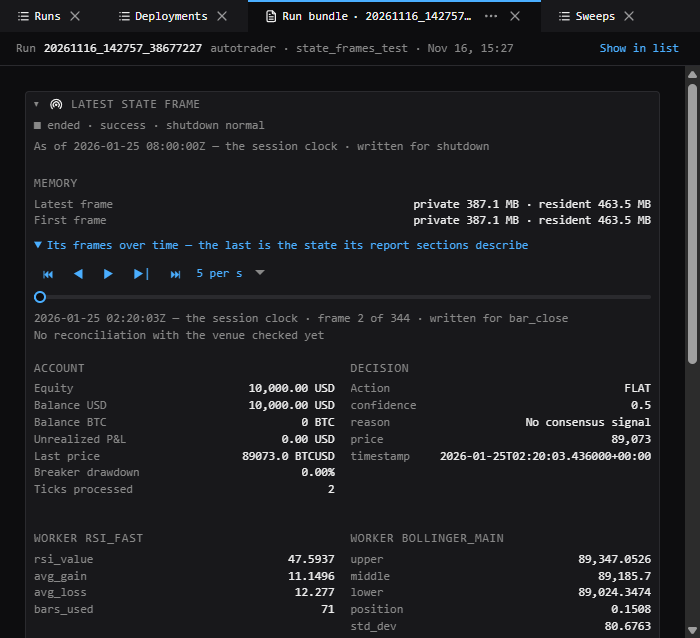 Runs
Deployments
Run bundle · 20261116_142757…
Sweeps
Run 20261116_142757_38677227 autotrader · state_frames_test · Nov 16, 15:27
Show in list
LATEST STATE FRAME
ended · success · shutdown normal
As of 2026-01-25 08:00:00Z — the session clock · written for shutdown
MEMORY
Latest frame private 387.1 MB · resident 463.5 MB
First frame private 387.1 MB · resident 463.5 MB
Its frames over time — the last is the state its report sections describe
5 per s
2026-01-25 02:20:03Z — the session clock · frame 2 of 344 · written for bar_close
No reconciliation with the venue checked yet
ACCOUNT
Equity 10,000.00 USD
Balance USD 10,000.00 USD
Balance BTC 0 BTC
Unrealized P&L 0.00 USD
Last price 89073.0 BTCUSD
Breaker drawdown 0.00%
Ticks processed 2
DECISION
Action FLAT
confidence 0.5
reason No consensus signal
price 89,073
timestamp 2026-01-25T02:20:03.436000+00:00
WORKER RSI_FAST
rsi_value 47.5937
avg_gain 11.1496
avg_loss 12.277
bars_used 71
WORKER BOLLINGER_MAIN
upper 89,347.0526
middle 89,185.7
lower 89,024.3474
position 0.1508
std_dev 80.6763